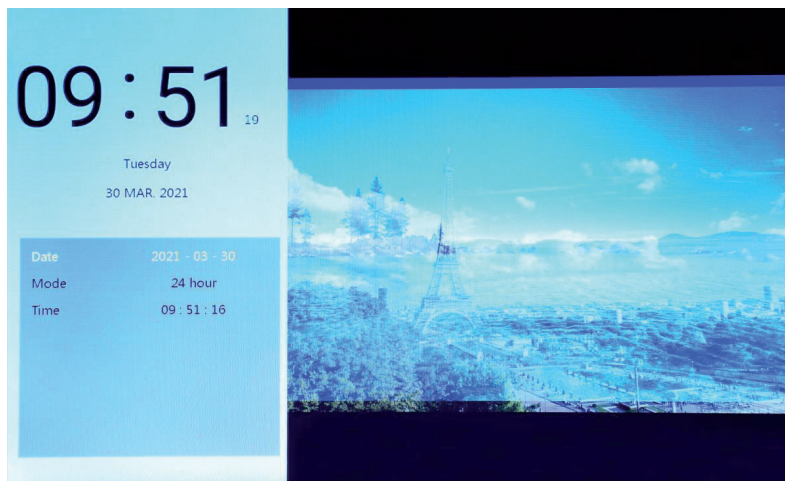 09 : 51 19
Tuesday
30 MAR. 2021
Date 2021 - 03 - 30
Mode 24 hour
Time 09 : 51 : 16